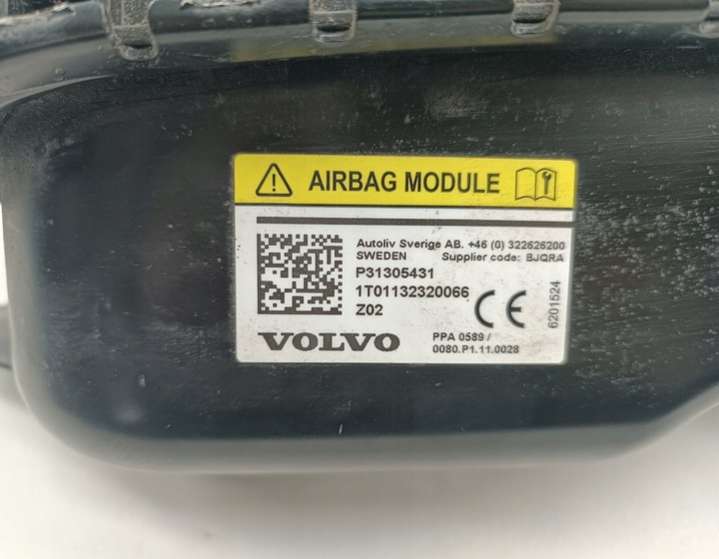 AIRBAG MODULE
Autoliv Sverige AB. +46 (0) 322626200
SWEDEN Supplier code: BJQRA
P31305431
1T01132320066
Z02
CE
6201524
VOLVO
PPA 0589 /
0080.P1.11.0028